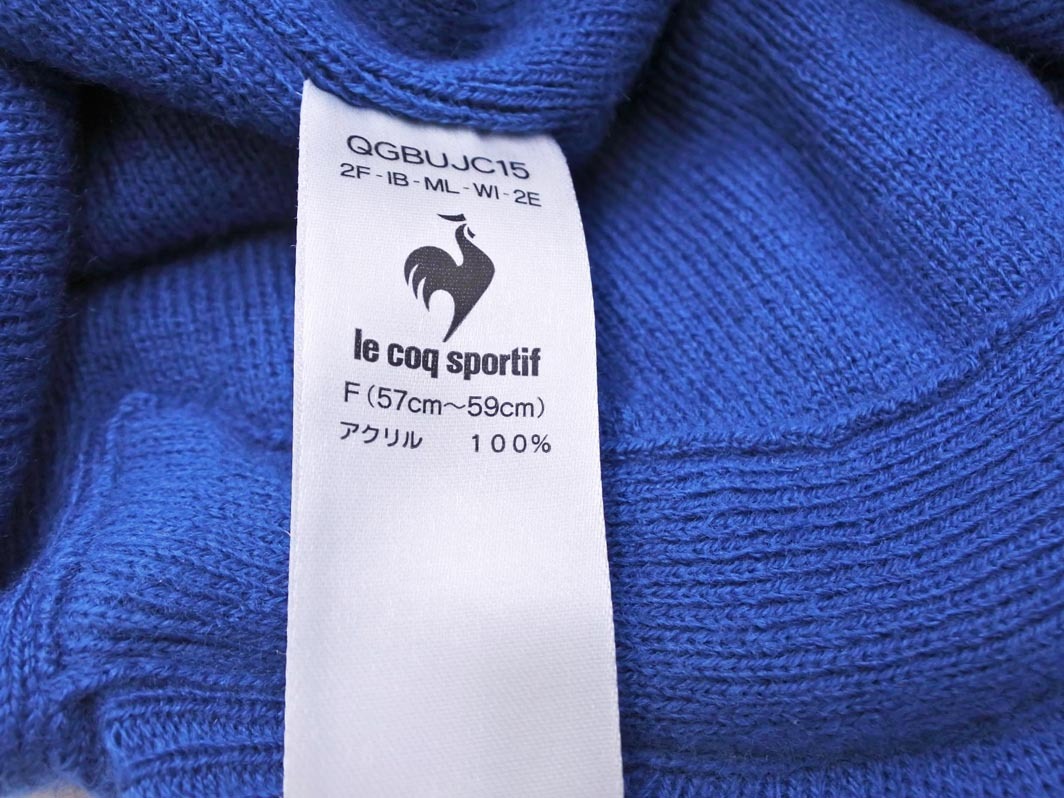 QGBUJC15
2F-IB-ML-WI-2E
le coq sportif
F(57cm～59cm)
アクリル　１００％